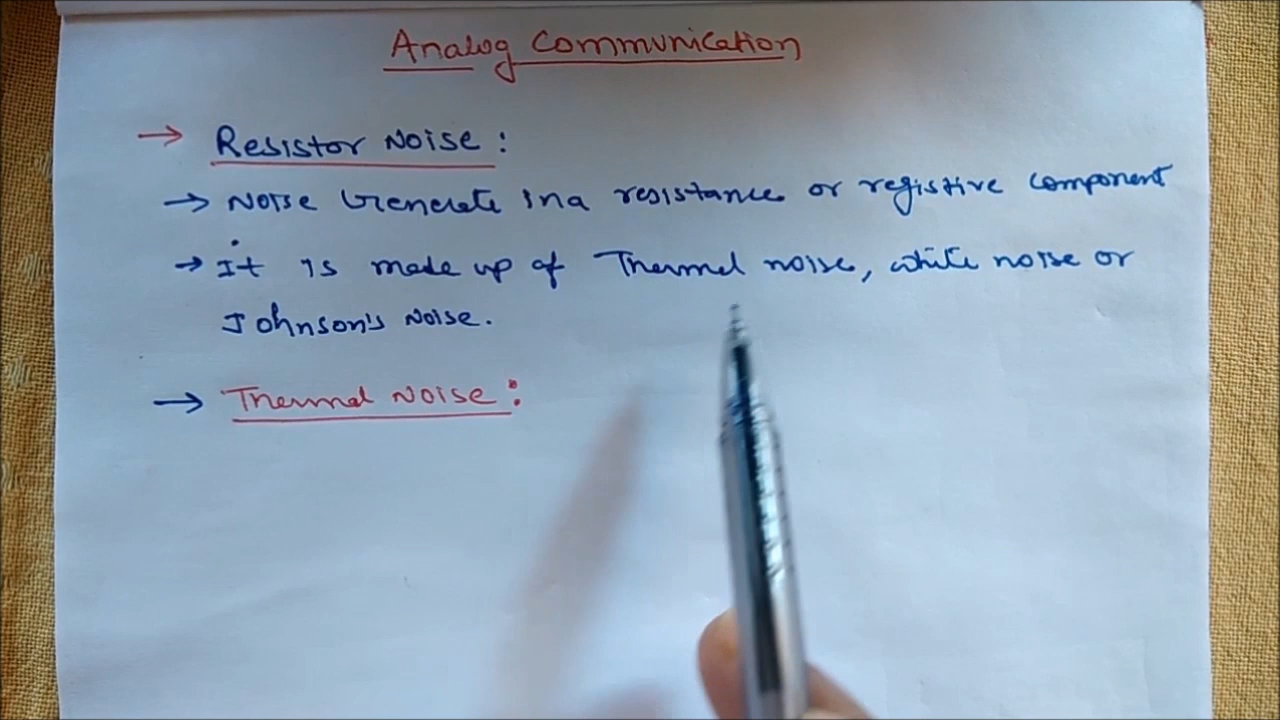 Analog Communication
→ Resistor Noise :
→ Noise Generate in a resistance or registive component
→ It is made up of Thermal noise, white noise or
Johnson's Noise.
→ Thermal Noise :